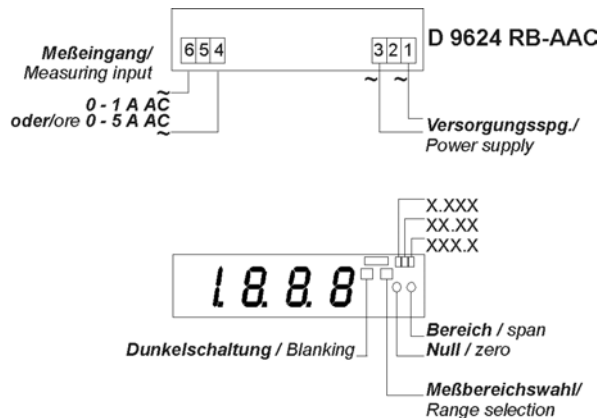 D 9624 RB-AAC
6 5 4
3 2 1
Meßeingang/
Measuring input
~
0 - 1 A AC
oder/ore 0 - 5 A AC
~
~ ~
Versorgungsspg./
Power supply
X.XXX
XX.XX
XXX.X
1.8.8.8
Dunkelschaltung / Blanking
Bereich / span
Null / zero
Meßbereichswahl/
Range selection